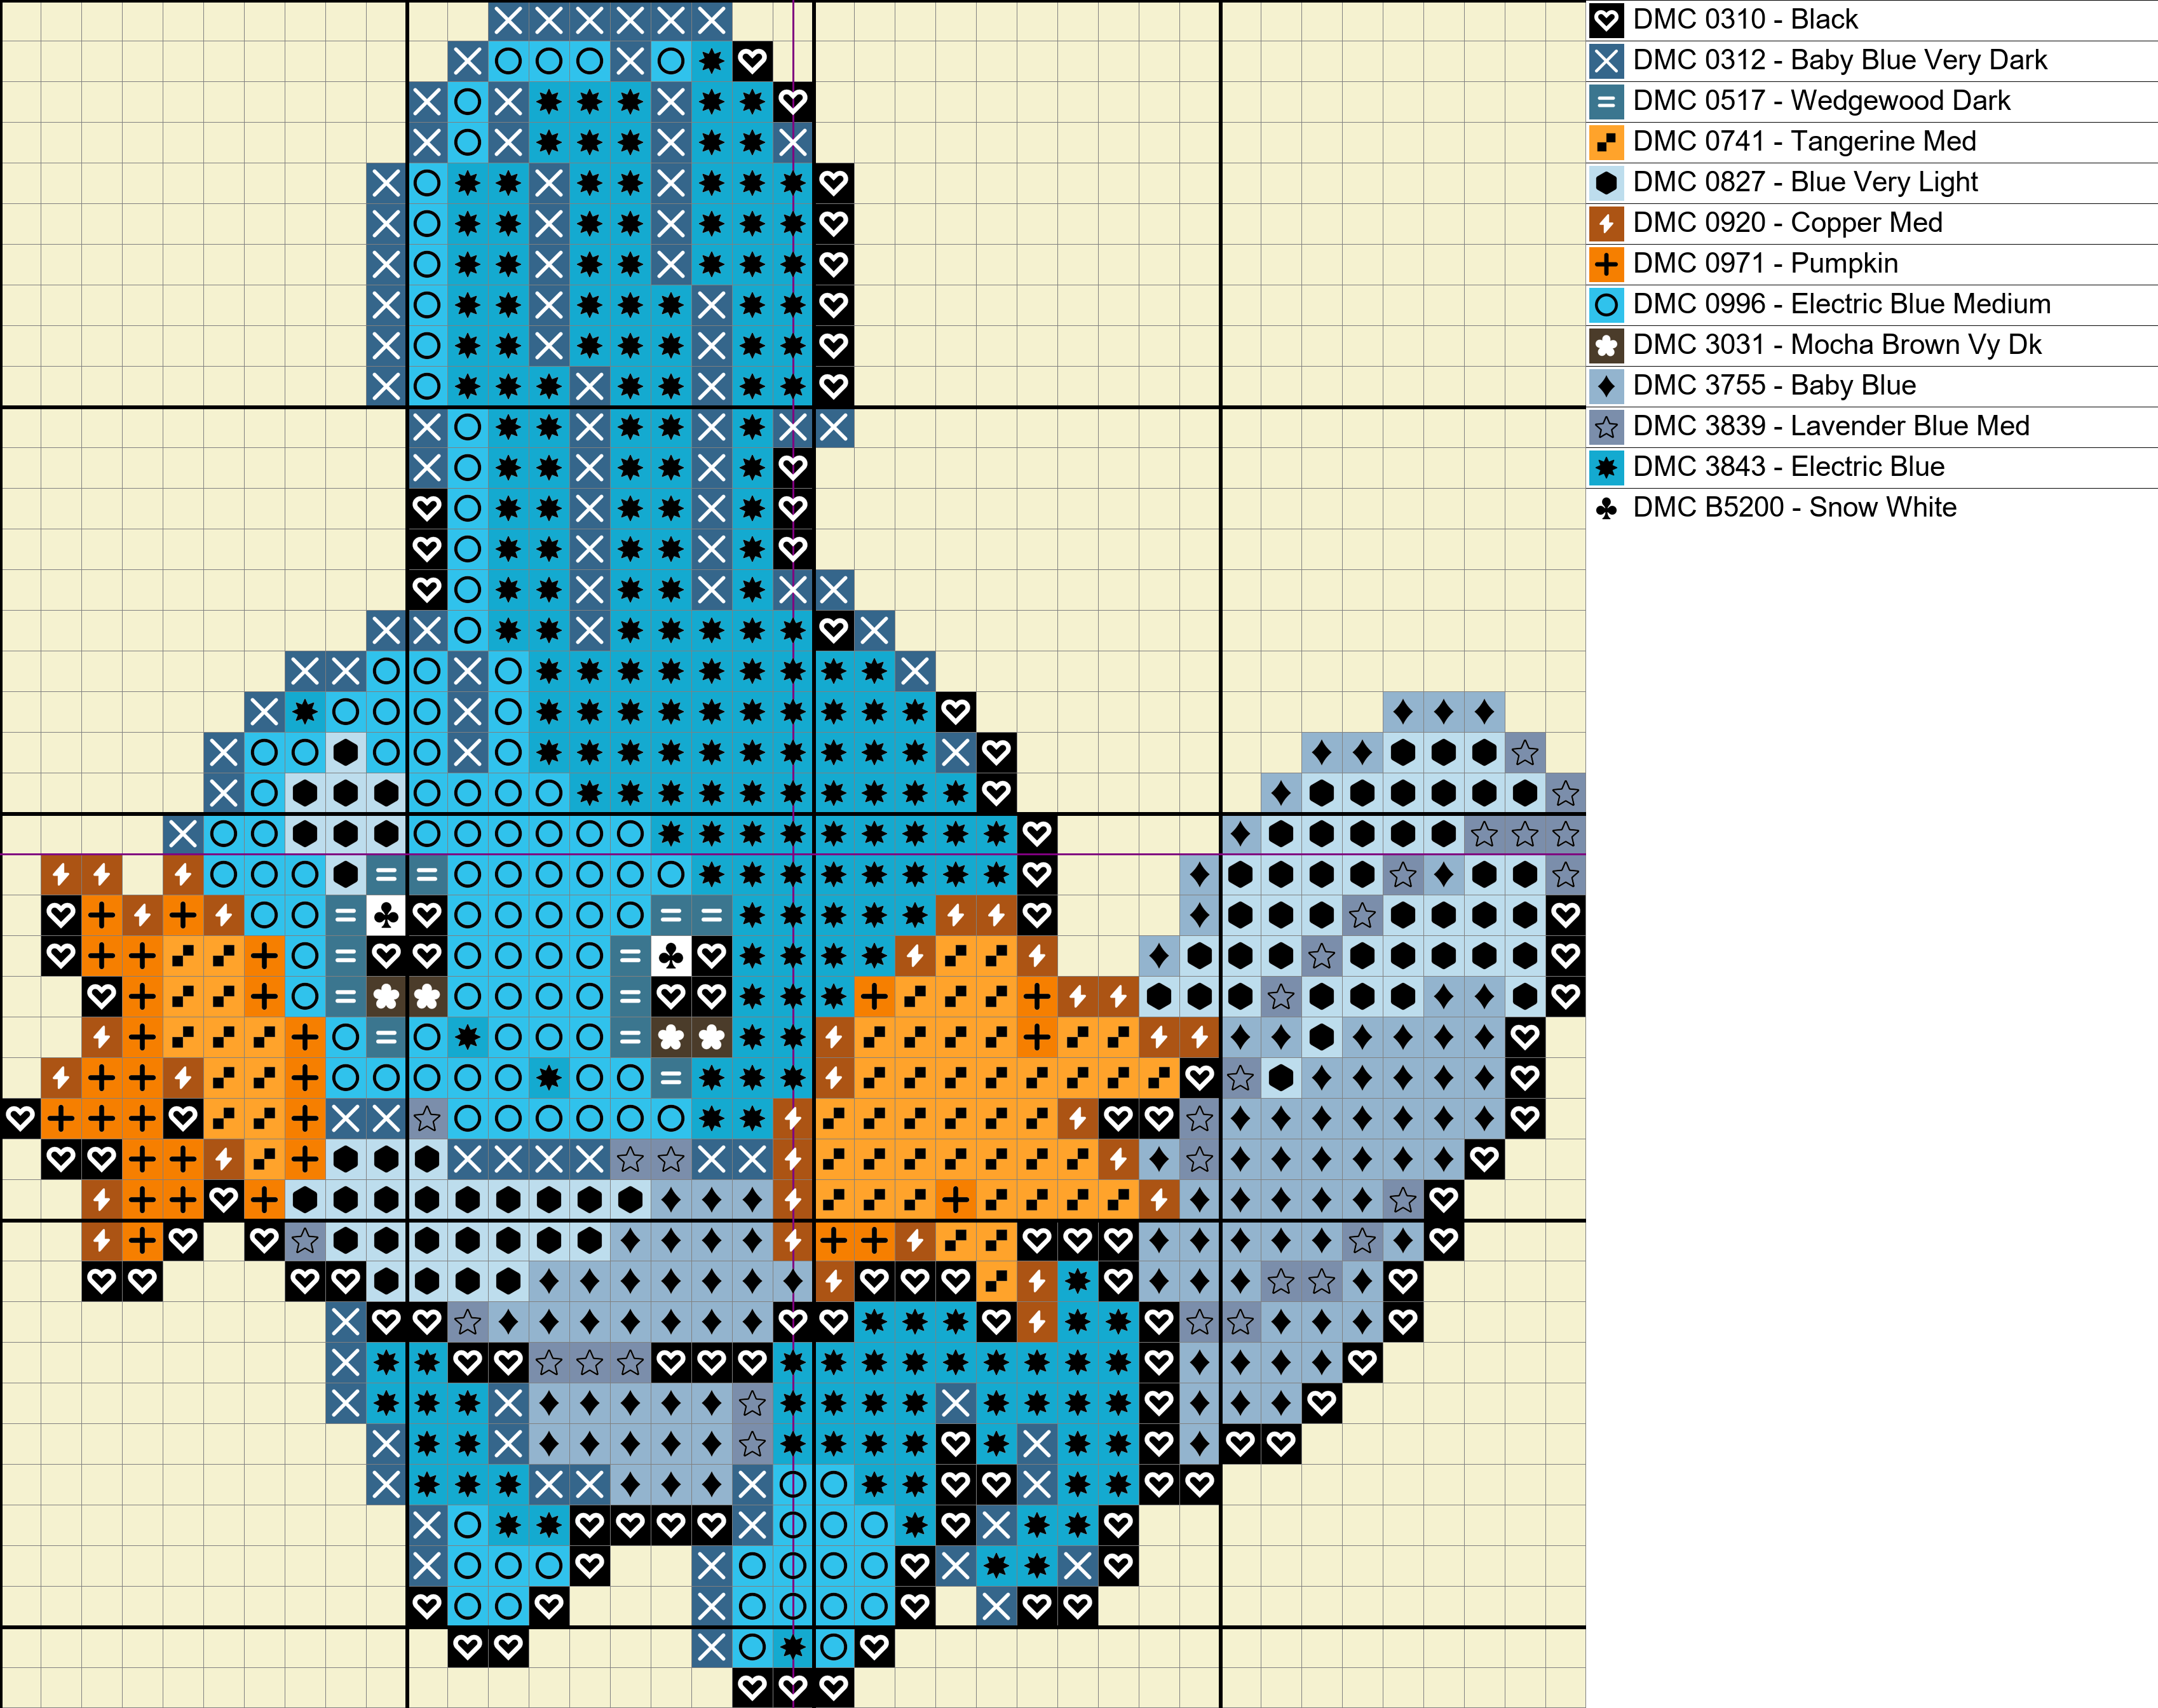 DMC 0310 - Black
DMC 0312 - Baby Blue Very Dark
DMC 0517 - Wedgewood Dark
DMC 0741 - Tangerine Med
DMC 0827 - Blue Very Light
DMC 0920 - Copper Med
DMC 0971 - Pumpkin
DMC 0996 - Electric Blue Medium
DMC 3031 - Mocha Brown Vy Dk
DMC 3755 - Baby Blue
DMC 3839 - Lavender Blue Med
DMC 3843 - Electric Blue
DMC B5200 - Snow White